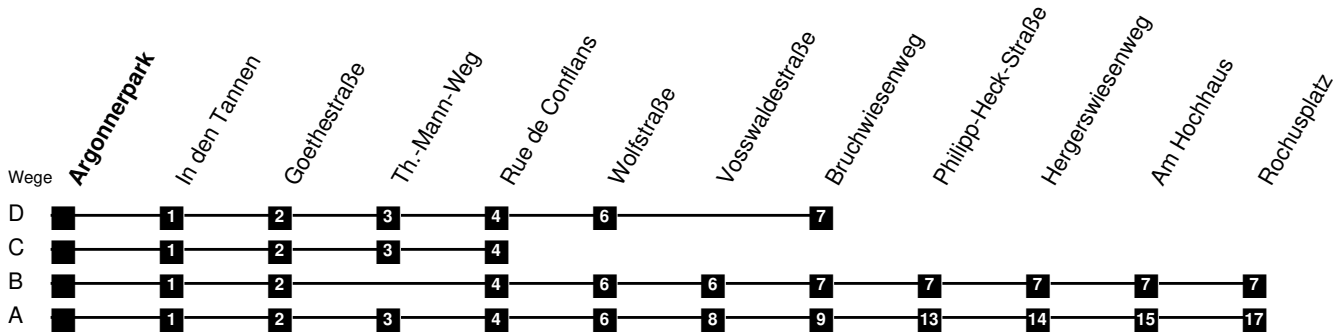 Argonnerpark
In den Tannen
Goethestraße
Th.-Mann-Weg
Rue de Conflans
Wolfstraße
Vosswaldestraße
Bruchwiesenweg
Philipp-Heck-Straße
Hergerswiesenweg
Am Hochhaus
Rochusplatz
Wege
D 1 2 3 4 6 7
C 1 2 3 4
B 1 2 4 6 6 7 7 7 7 7
A 1 2 3 4 6 8 9 13 14 15 17